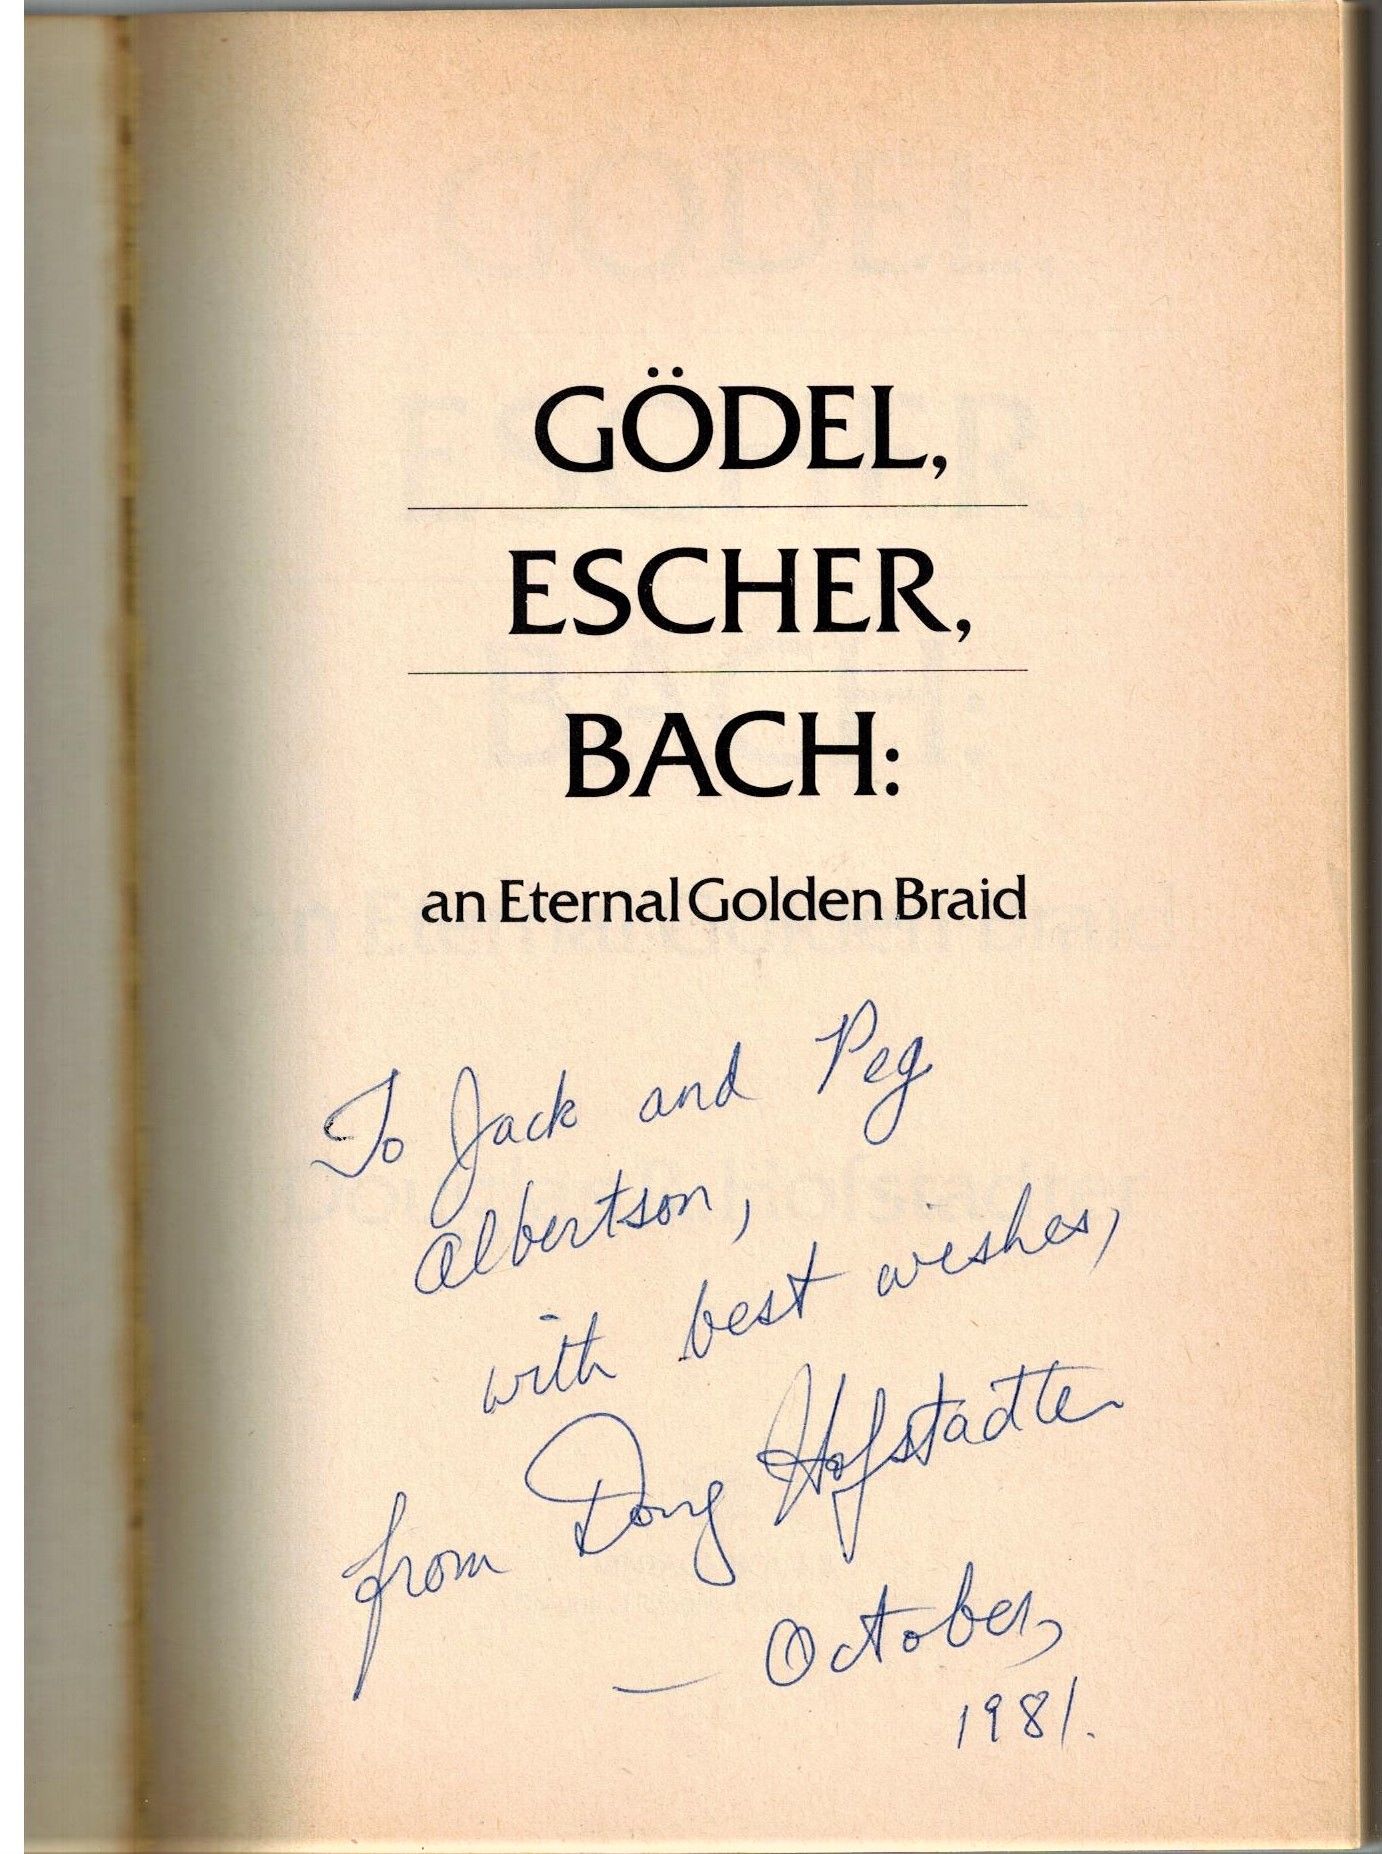 GÖDEL,
ESCHER,
BACH:
an Eternal Golden Braid
To Jack and Peg
Albertson,
with best wishes,
from Doug Hofstadter
— October,
1981.